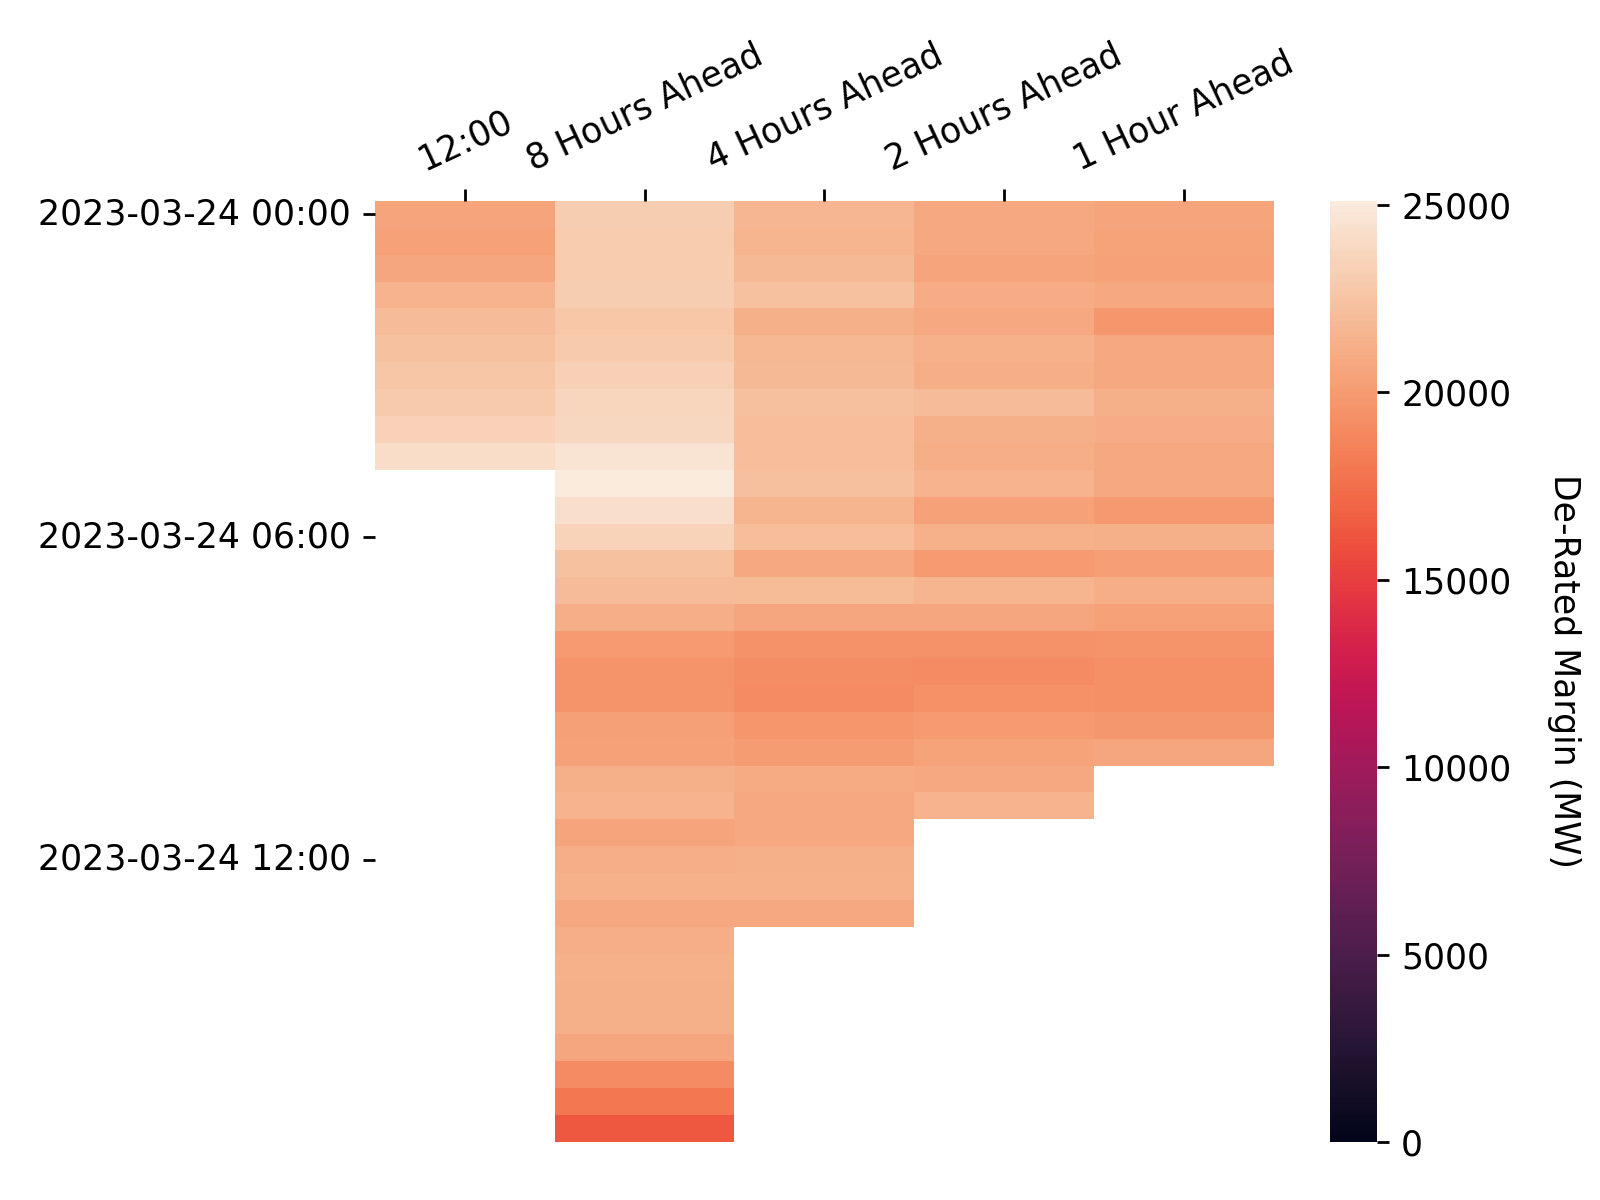 12:00
8 Hours Ahead
4 Hours Ahead
2 Hours Ahead
1 Hour Ahead
2023-03-24 00:00
2023-03-24 06:00
2023-03-24 12:00
25000
20000
15000
10000
5000
0
De-Rated Margin (MW)